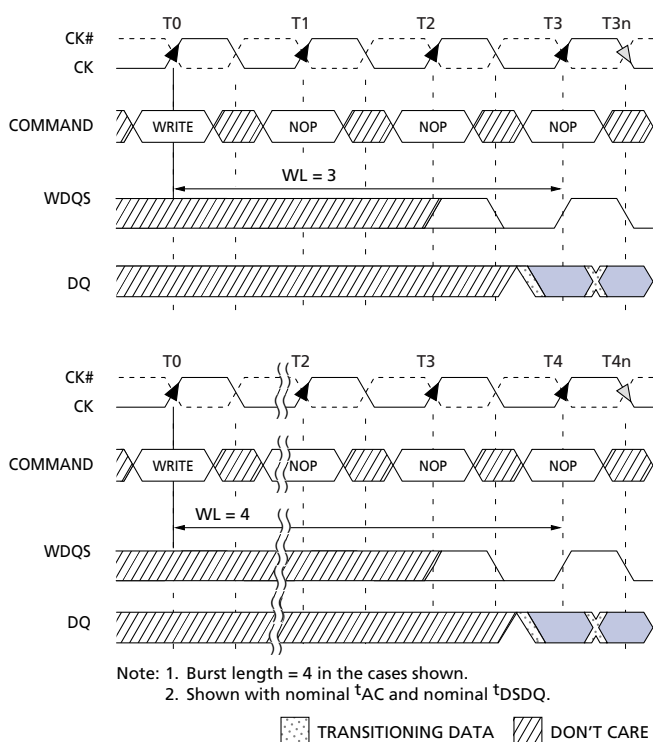 T0 T1 T2 T3 T3n
CK#
CK
COMMAND WRITE NOP NOP NOP
WL = 3
WDQS
DQ
T0 T2 T3 T4 T4n
CK#
CK
COMMAND WRITE NOP NOP NOP
WL = 4
WDQS
DQ
Note: 1. Burst length = 4 in the cases shown.
2. Shown with nominal tAC and nominal tDSDQ.
TRANSITIONING DATA DON'T CARE